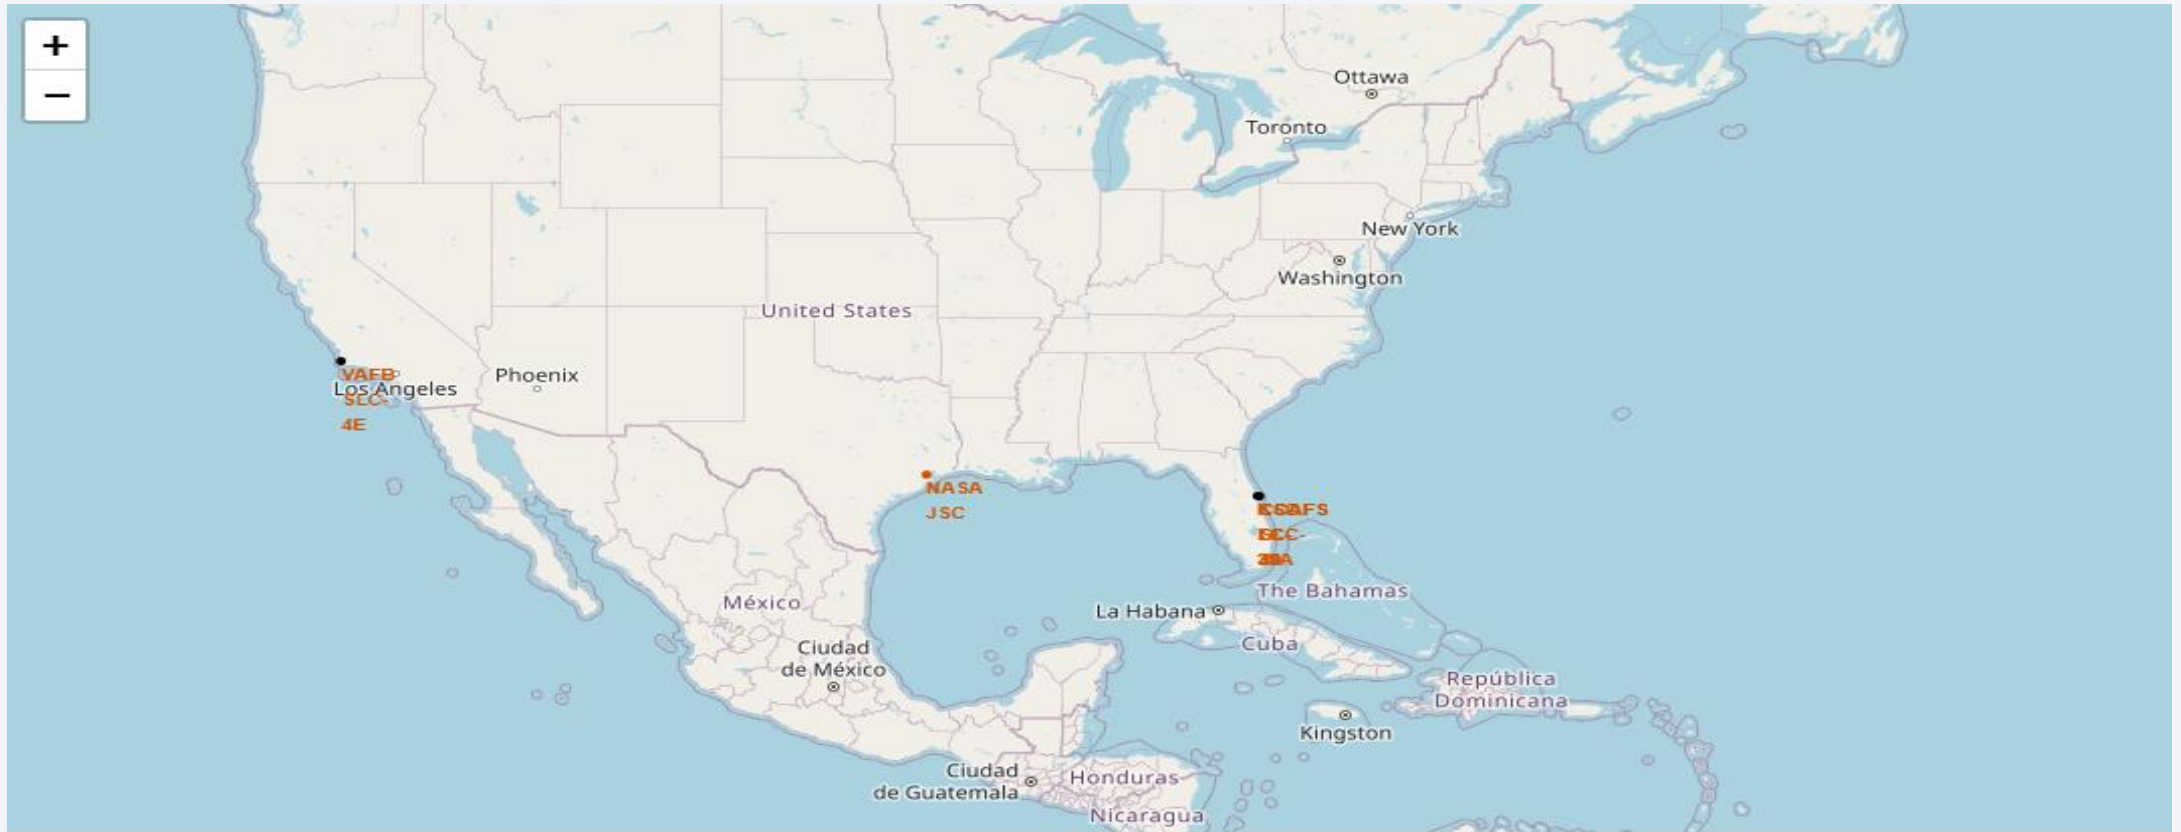 +
−
Ottawa
Toronto
New York
Washington
United States
VAFB
SLC-
4E
Los Angeles
Phoenix
NASA
JSC
The Bahamas
La Habana
Cuba
México
Ciudad
de México
República
Dominicana
Kingston
Ciudad
de Guatemala
Honduras
Nicaragua